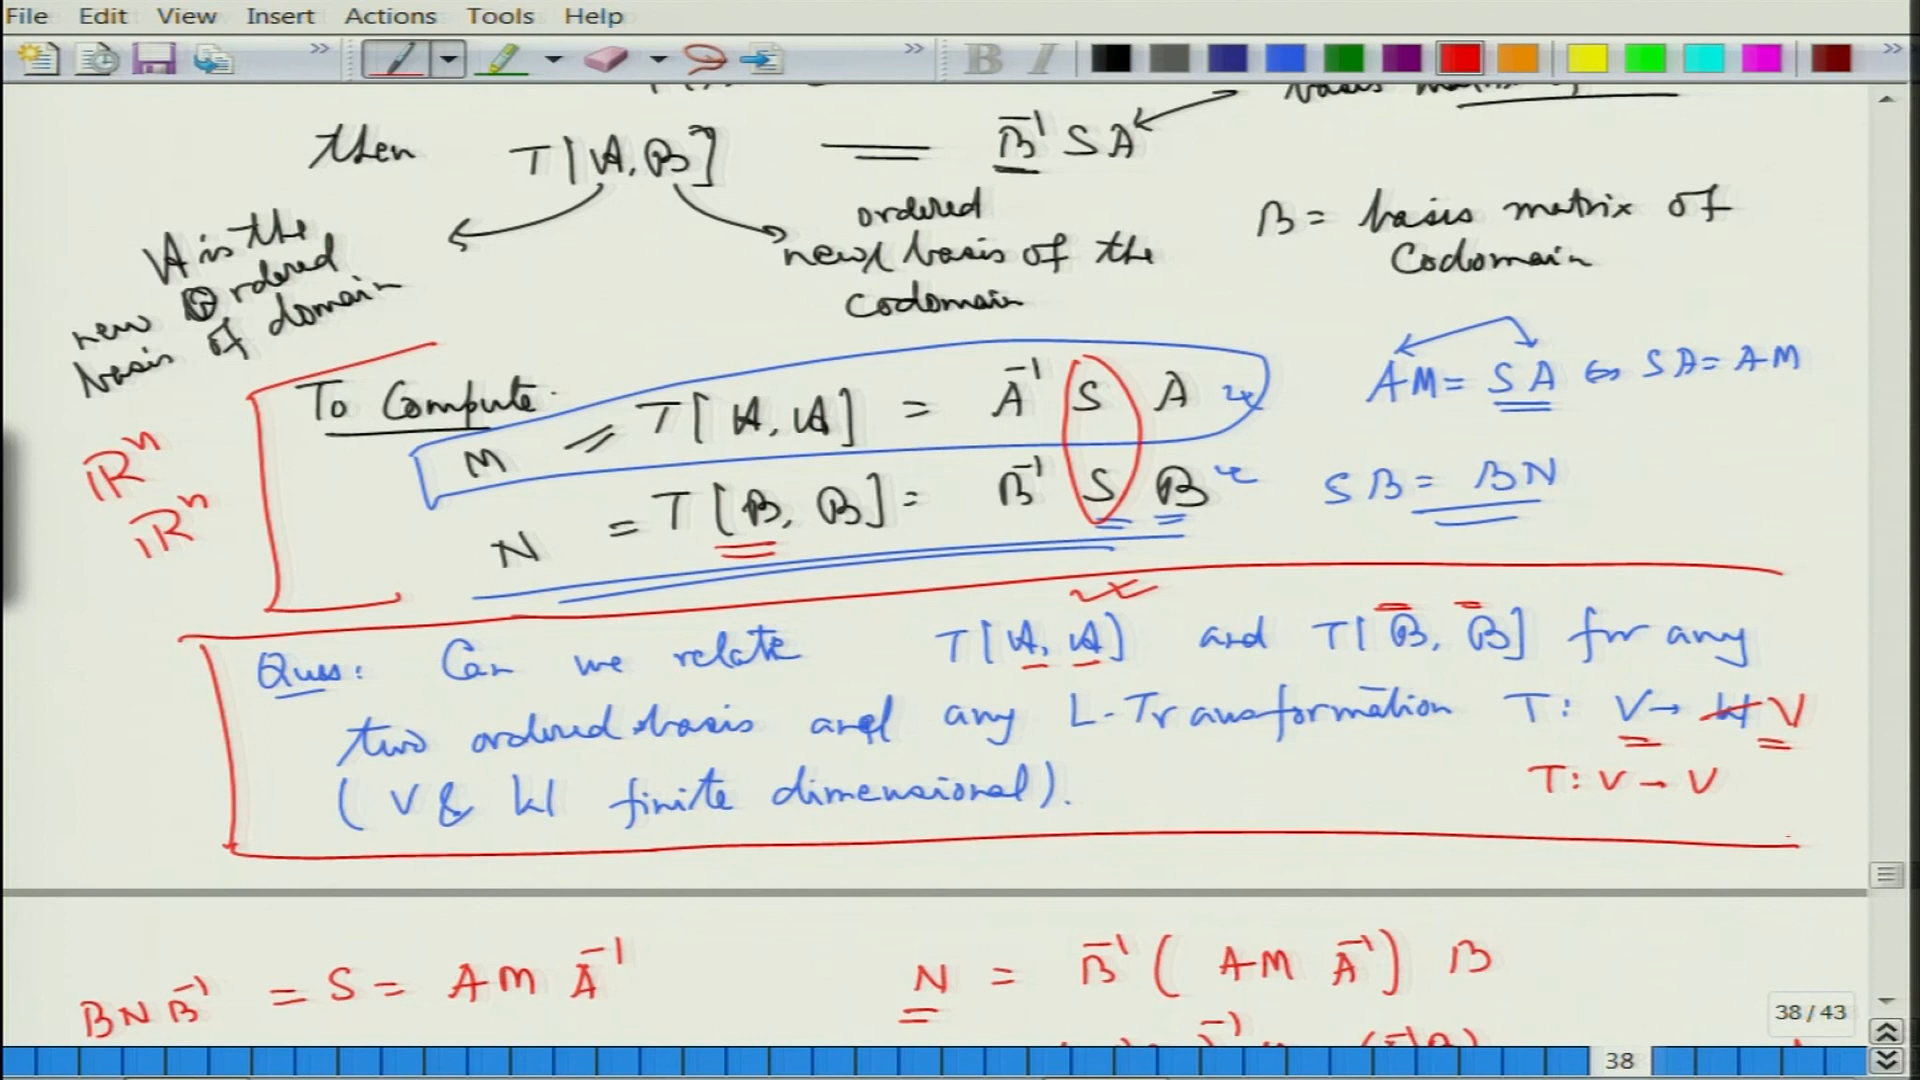 File Edit View Insert Actions Tools Help
B I
then T[A, B] = B⁻¹ S A
A is the new Ordered basis of domain
ordered
new basis of the
codomain
B = basis matrix of
Codomain
ℝⁿ
ℝⁿ
To Compute.
M = T[A, A] = A⁻¹ S A
AM = SA ⇔ SA = AM
N = T[B, B] = B⁻¹ S B
SB = BN
Ques: Can we relate T[A, A] and T[B, B] for any
two ordered basis and any L-Transformation T: V → W V
(V & W finite dimensional).
T: V → V
BNB⁻¹ = S = AM A⁻¹
N = B⁻¹ (AM A⁻¹) B
38 / 43
38